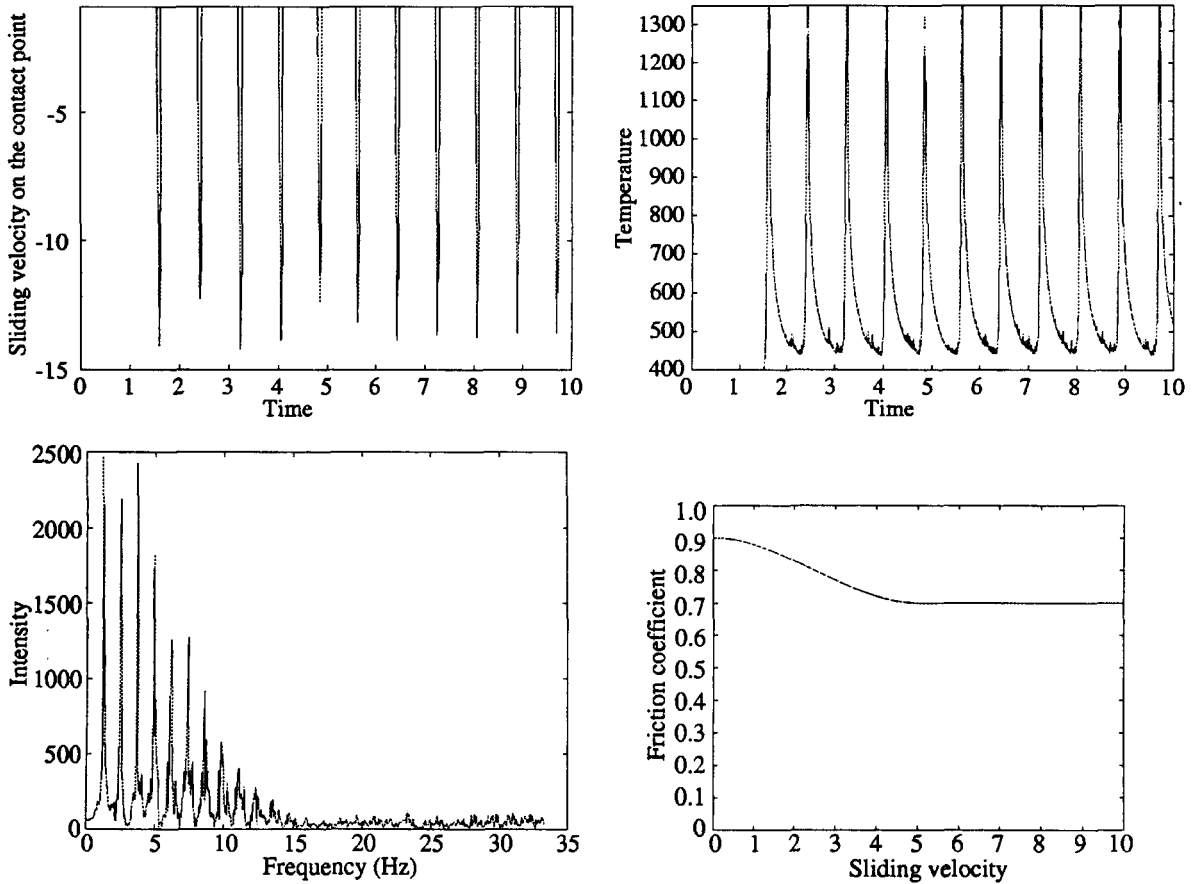 Sliding velocity on the contact point
-5
-10
-15
0 1 2 3 4 5 6 7 8 9 10
Time
Temperature
1300
1200
1100
1000
900
800
700
600
500
400
0 1 2 3 4 5 6 7 8 9 10
Time
Intensity
2500
2000
1500
1000
500
0
0 5 10 15 20 25 30 35
Frequency (Hz)
Friction coefficient
1.0
0.9
0.8
0.7
0.6
0.5
0.4
0.3
0.2
0.1
0
0 1 2 3 4 5 6 7 8 9 10
Sliding velocity